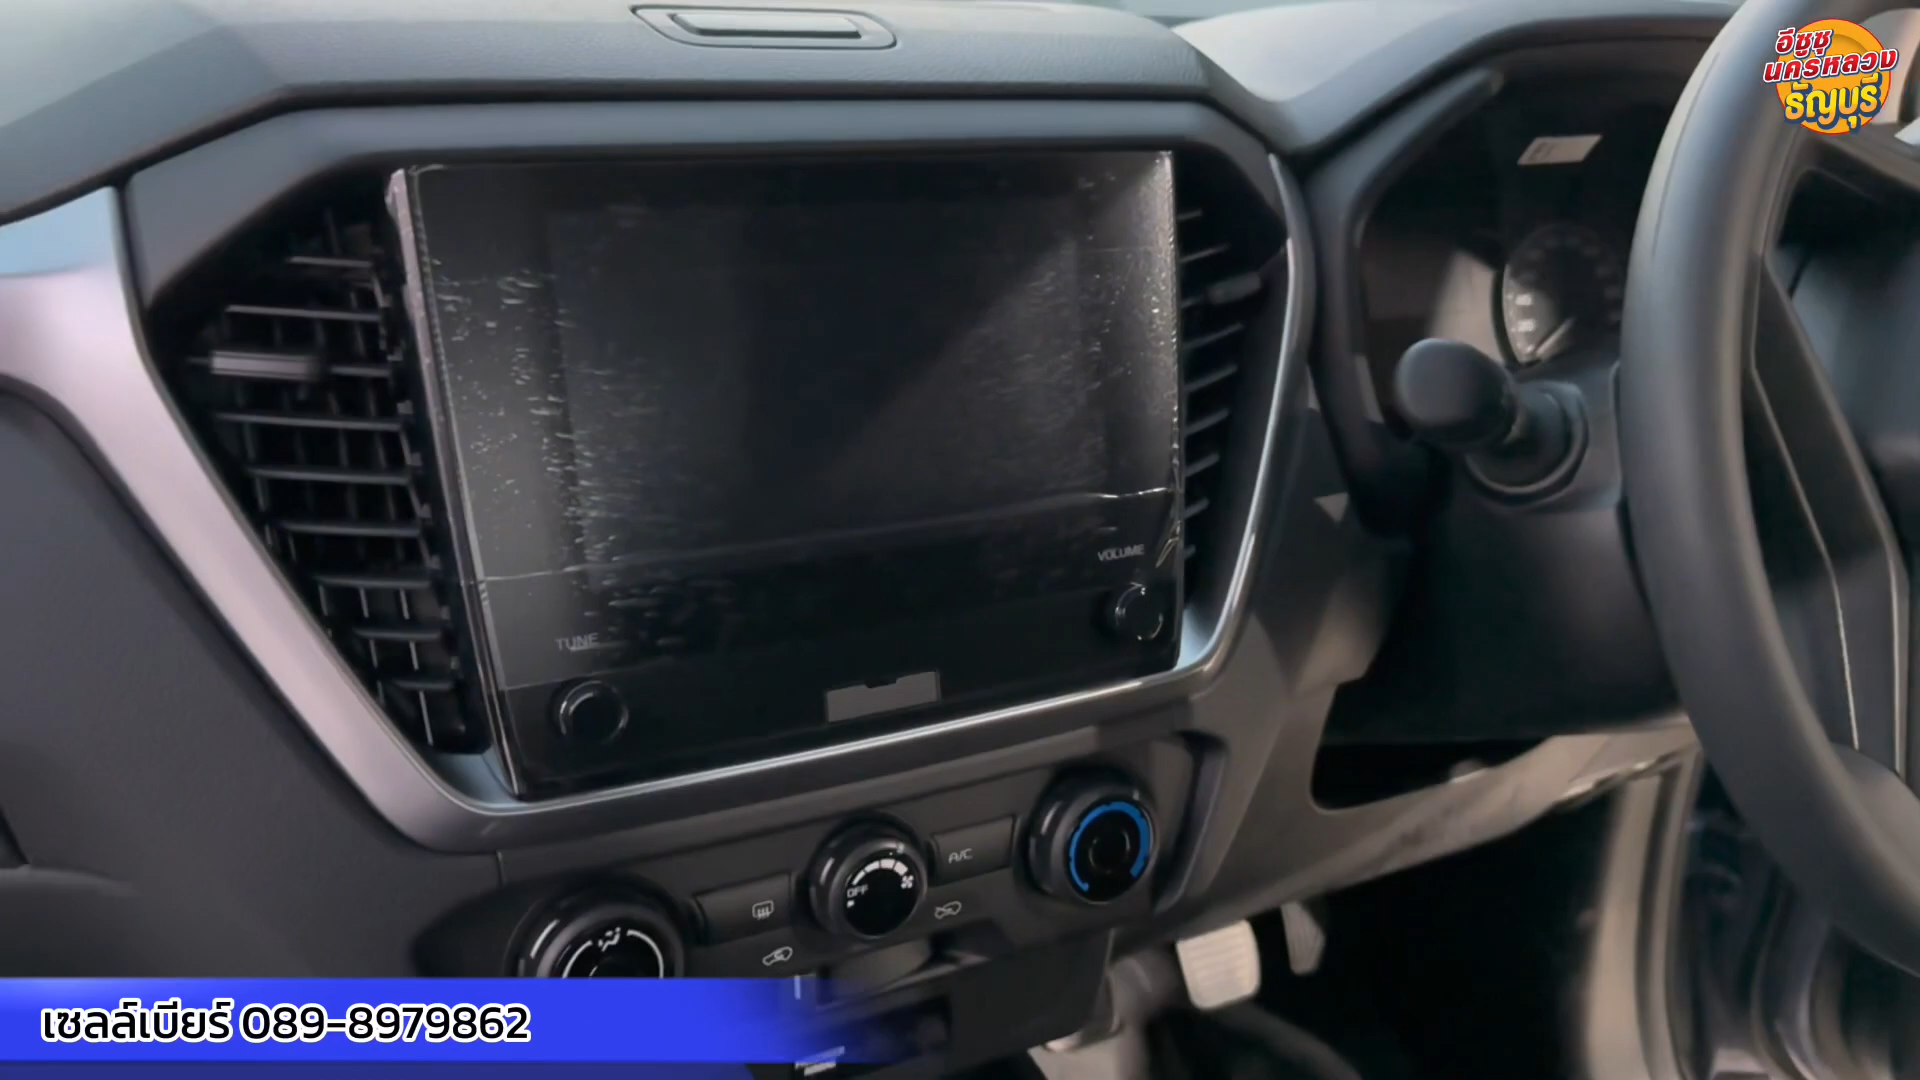 อีซูซุ
นครหลวง
ธัญบุรี
VOLUME
TUNE
A/C
OFF
เซลล์เบียร์ 089-8979862